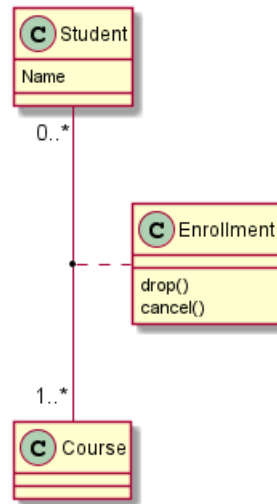 C Student
Name
0..*
C Enrollment
drop()
cancel()
1..*
C Course